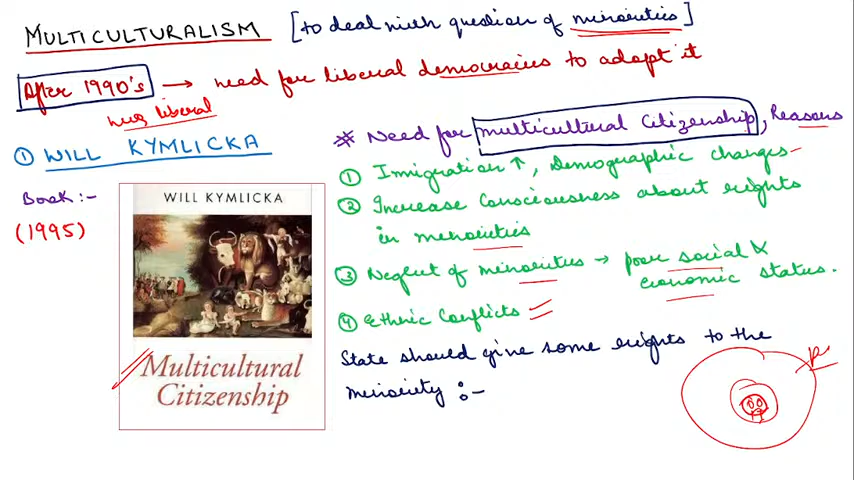 MULTICULTURALISM [to deal with question of minorities]
After 1990's → need for liberal democracies to adapt it
liberal
① WILL KYMLICKA
* Need for multicultural Citizenship, Reasons
① Immigration ↑, Demographic changes
② Increase Consciousness about rights
in minorities
③ Neglect of minorities → poor social &
economic status.
④ Ethnic Conflicts
State should give some rights to the
minority :-
Book :-
(1995)
WILL KYMLICKA
Multicultural
Citizenship